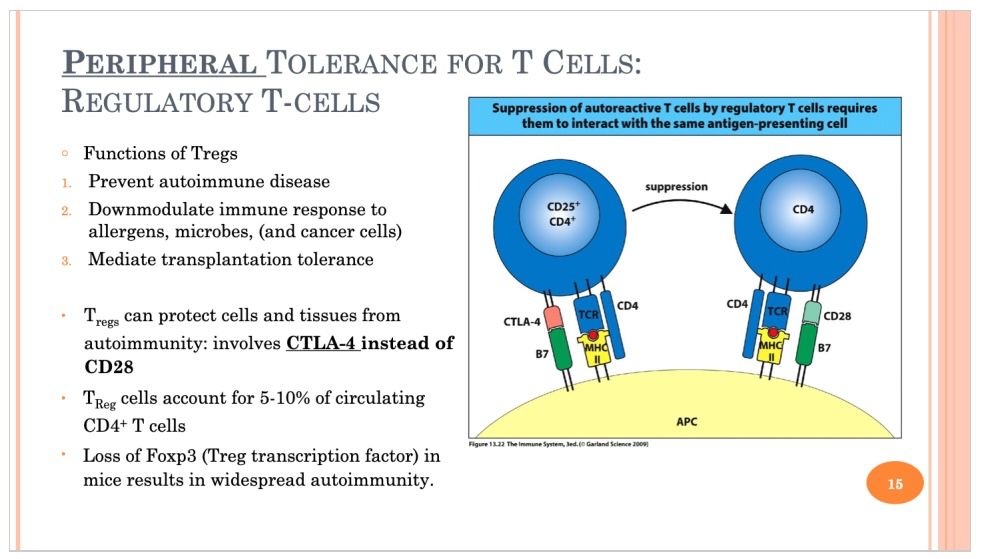 PERIPHERAL TOLERANCE FOR T CELLS:
REGULATORY T-CELLS
Functions of Tregs
1. Prevent autoimmune disease
2. Downmodulate immune response to
allergens, microbes, (and cancer cells)
3. Mediate transplantation tolerance
Tregs can protect cells and tissues from
autoimmunity: involves CTLA-4 instead of
CD28
TReg cells account for 5-10% of circulating
CD4+ T cells
Loss of Foxp3 (Treg transcription factor) in
mice results in widespread autoimmunity.
Suppression of autoreactive T cells by regulatory T cells requires
them to interact with the same antigen-presenting cell
suppression
CD25+
CD4+
CD4
CTLA-4
TCR
CD4
B7
MHC
II
CD4
TCR
CD28
MHC
II
B7
APC
Figure 13.22 The Immune System, 3ed. (© Garland Science 2009)
15